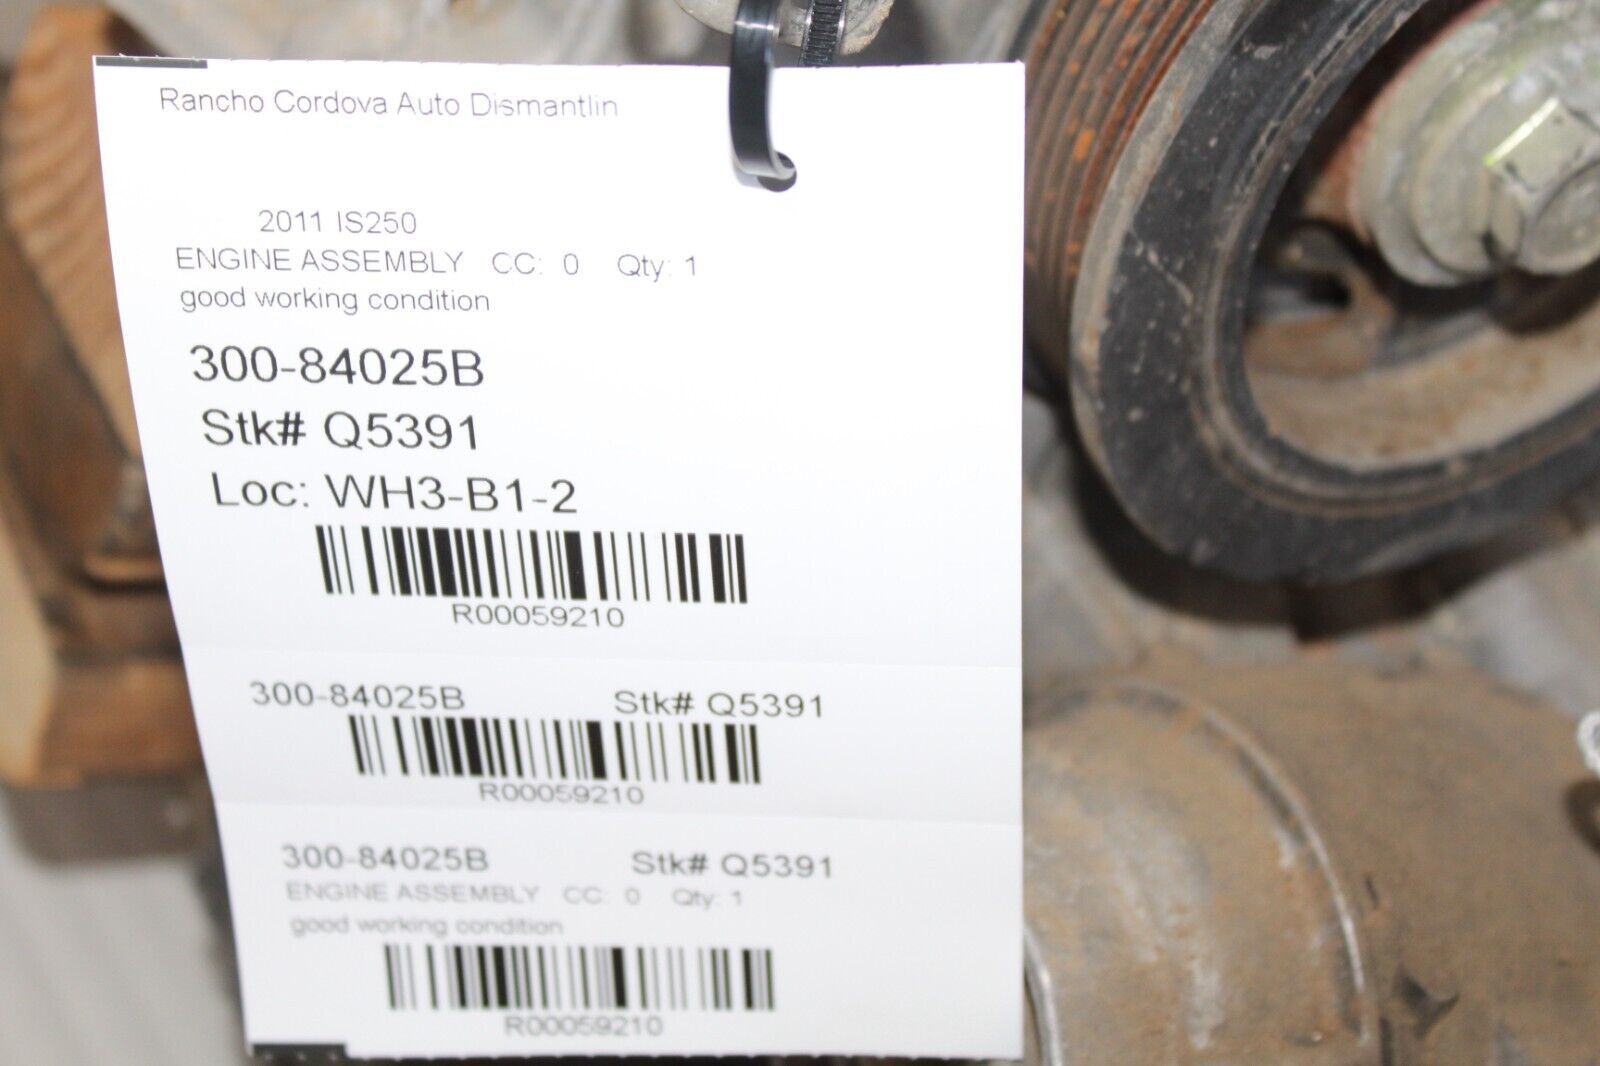 Rancho Cordova Auto Dismantlin
2011 IS250
ENGINE ASSEMBLY CC: 0 Qty: 1
good working condition
300-84025B
Stk# Q5391
Loc: WH3-B1-2
R00059210
300-84025B Stk# Q5391
R00059210
300-84025B Stk# Q5391
ENGINE ASSEMBLY CC: 0 Qty: 1
good working condition
R00059210